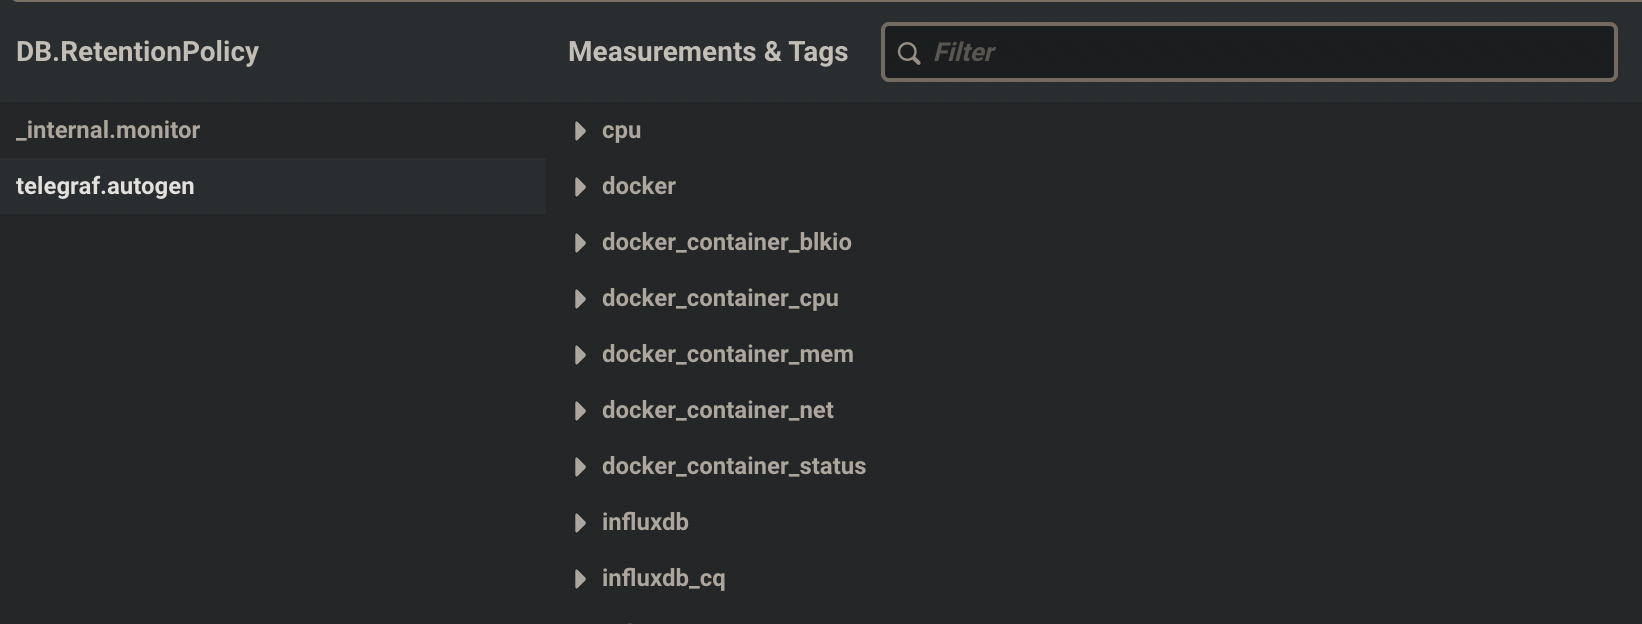 DB.RetentionPolicy
_internal.monitor
telegraf.autogen
Measurements & Tags
Filter
cpu
docker
docker_container_blkio
docker_container_cpu
docker_container_mem
docker_container_net
docker_container_status
influxdb
influxdb_cq